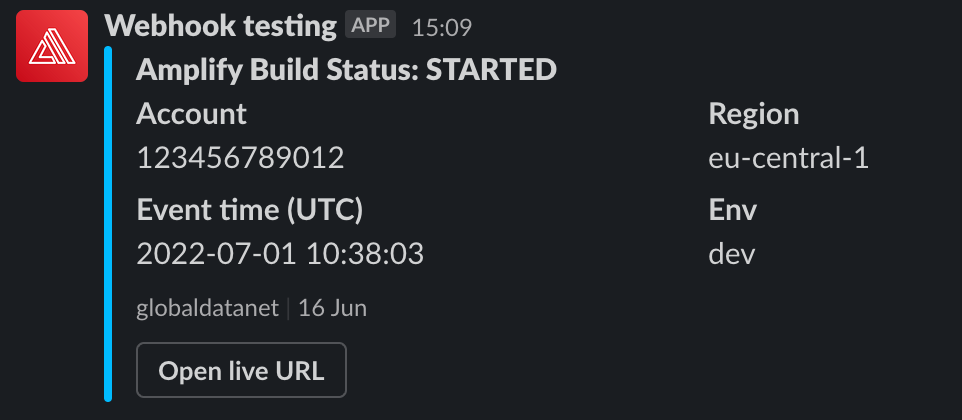 Webhook testing APP 15:09
Amplify Build Status: STARTED
Account Region
123456789012 eu-central-1
Event time (UTC) Env
2022-07-01 10:38:03 dev
globaldatanet | 16 Jun
Open live URL